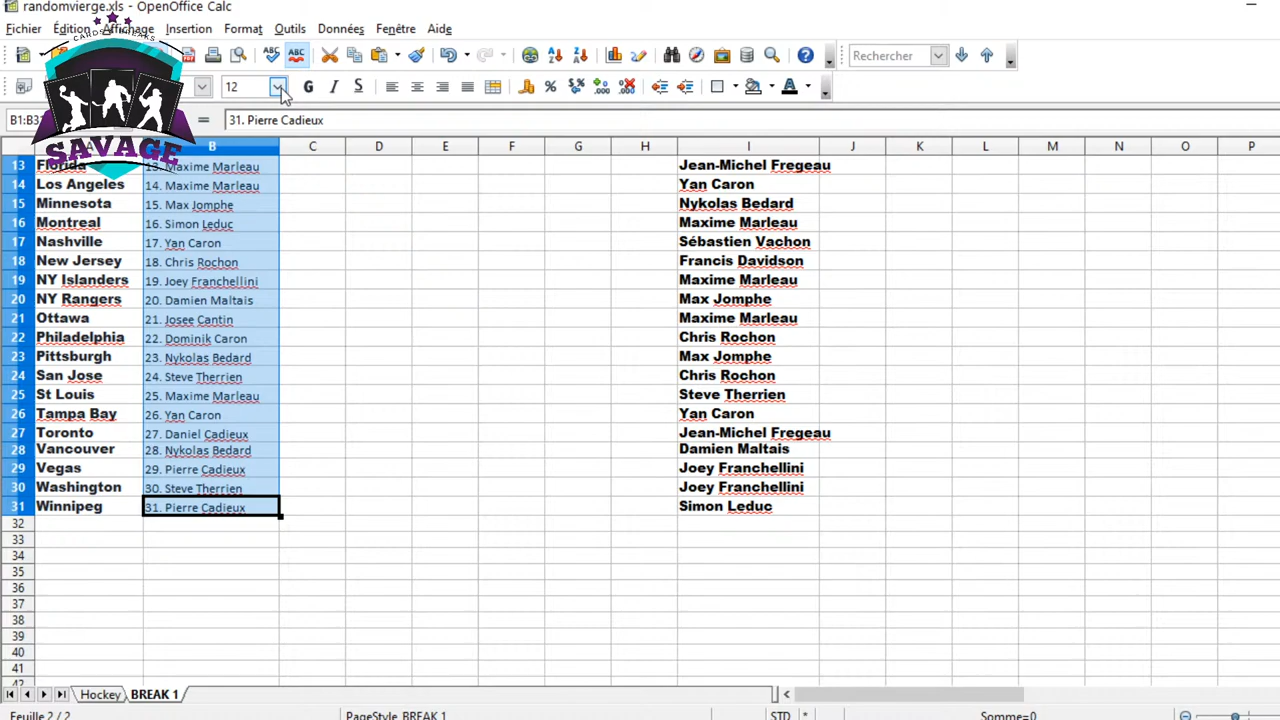 randomvierge.xls - OpenOffice Calc
Fichier Édition Affichage Insertion Format Outils Données Fenêtre Aide
CARDS BREAKS
SAVAGE
ABC ABC Rechercher
12 G I S
B1:B31 = 31. Pierre Cadieux
A B C D E F G H I J K L M N O P
13 Florida 13. Maxime Marleau Jean-Michel Fregeau
14 Los Angeles 14. Maxime Marleau Yan Caron
15 Minnesota 15. Max Jomphe Nykolas Bedard
16 Montreal 16. Simon Leduc Maxime Marleau
17 Nashville 17. Yan Caron Sébastien Vachon
18 New Jersey 18. Chris Rochon Francis Davidson
19 NY Islanders 19. Joey Franchellini Maxime Marleau
20 NY Rangers 20. Damien Maltais Max Jomphe
21 Ottawa 21. Josee Cantin Maxime Marleau
22 Philadelphia 22. Dominik Caron Chris Rochon
23 Pittsburgh 23. Nykolas Bedard Max Jomphe
24 San Jose 24. Steve Therrien Chris Rochon
25 St Louis 25. Maxime Marleau Steve Therrien
26 Tampa Bay 26. Yan Caron Yan Caron
27 Toronto 27. Daniel Cadieux Jean-Michel Fregeau
28 Vancouver 28. Nykolas Bedard Damien Maltais
29 Vegas 29. Pierre Cadieux Joey Franchellini
30 Washington 30. Steve Therrien Joey Franchellini
31 Winnipeg 31. Pierre Cadieux Simon Leduc
32
33
34
35
36
37
38
39
40
41
42
Hockey BREAK 1
Feuille 2 / 2 PageStyle_BREAK 1 STD * Somme=0